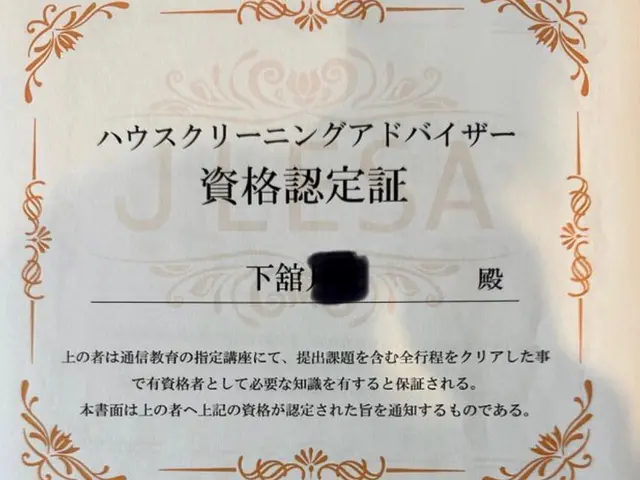 ハウスクリーニングアドバイザー
資格認定証
JLESA
下舘 殿
上の者は通信教育の指定講座にて、提出課題を含む全行程をクリアした事
で有資格者として必要な知識を有すると保証される。
本書面は上の者へ上記の資格が認定された旨を通知するものである。